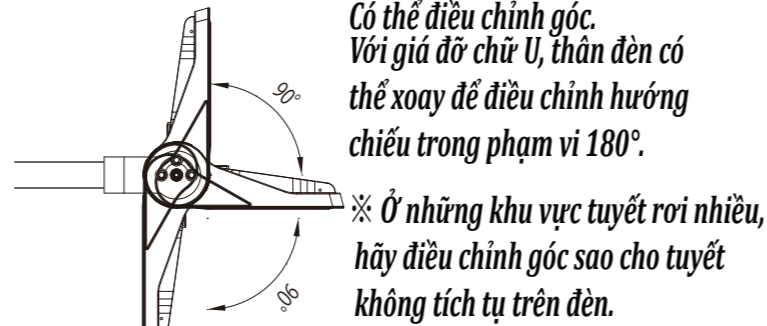 Có thể điều chỉnh góc.
Với giá đỡ chữ U, thân đèn có
thể xoay để điều chỉnh hướng
chiếu trong phạm vi 180°.
※ Ở những khu vực tuyết rơi nhiều,
hãy điều chỉnh góc sao cho tuyết
không tích tụ trên đèn.
90°
90°